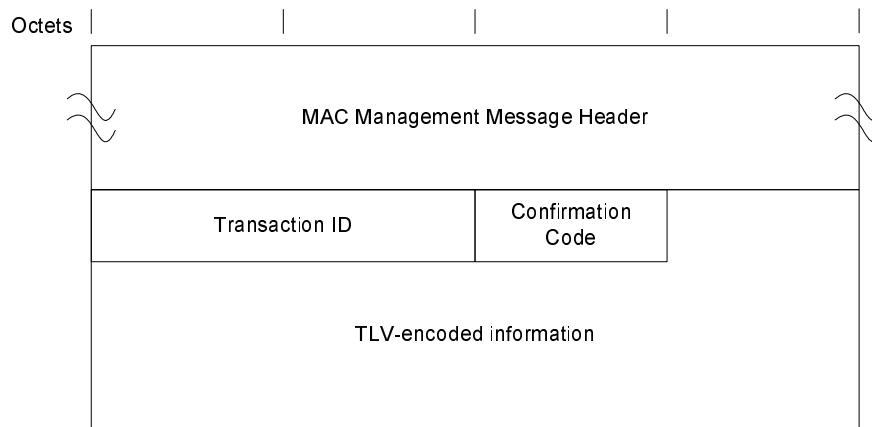 Octets
MAC Management Message Header
Transaction ID
Confirmation
Code
TLV-encoded information